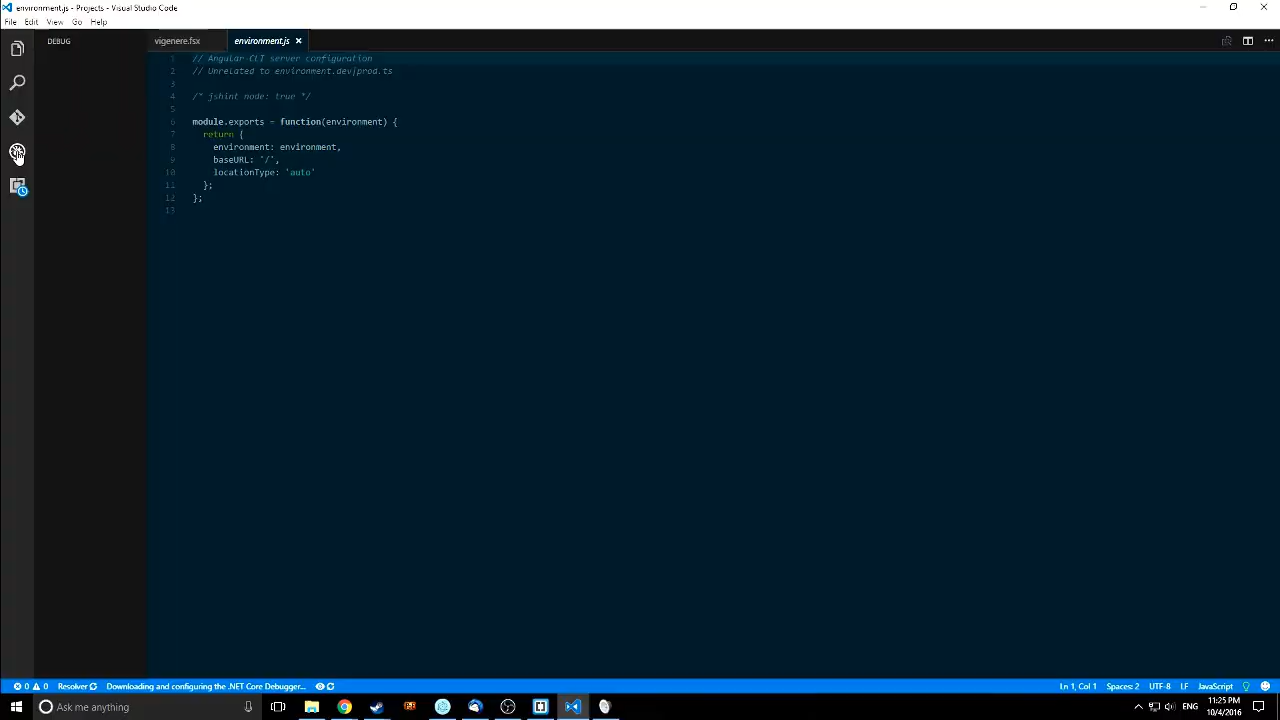 environment.js - Projects - Visual Studio Code
File Edit View Go Help
DEBUG
vigenere.fsx
environment.js
1 // Angular-CLI server configuration
2 // Unrelated to environment.dev|prod.ts
3
4 /* jshint node: true */
5
6 module.exports = function(environment) {
7 return {
8 environment: environment,
9 baseURL: '/',
10 locationType: 'auto'
11 };
12 };
13
0 0 Resolver Downloading and configuring the .NET Core Debugger...
Ln 1, Col 1 Spaces: 2 UTF-8 LF JavaScript
Ask me anything
ENG
11:25 PM
10/4/2016